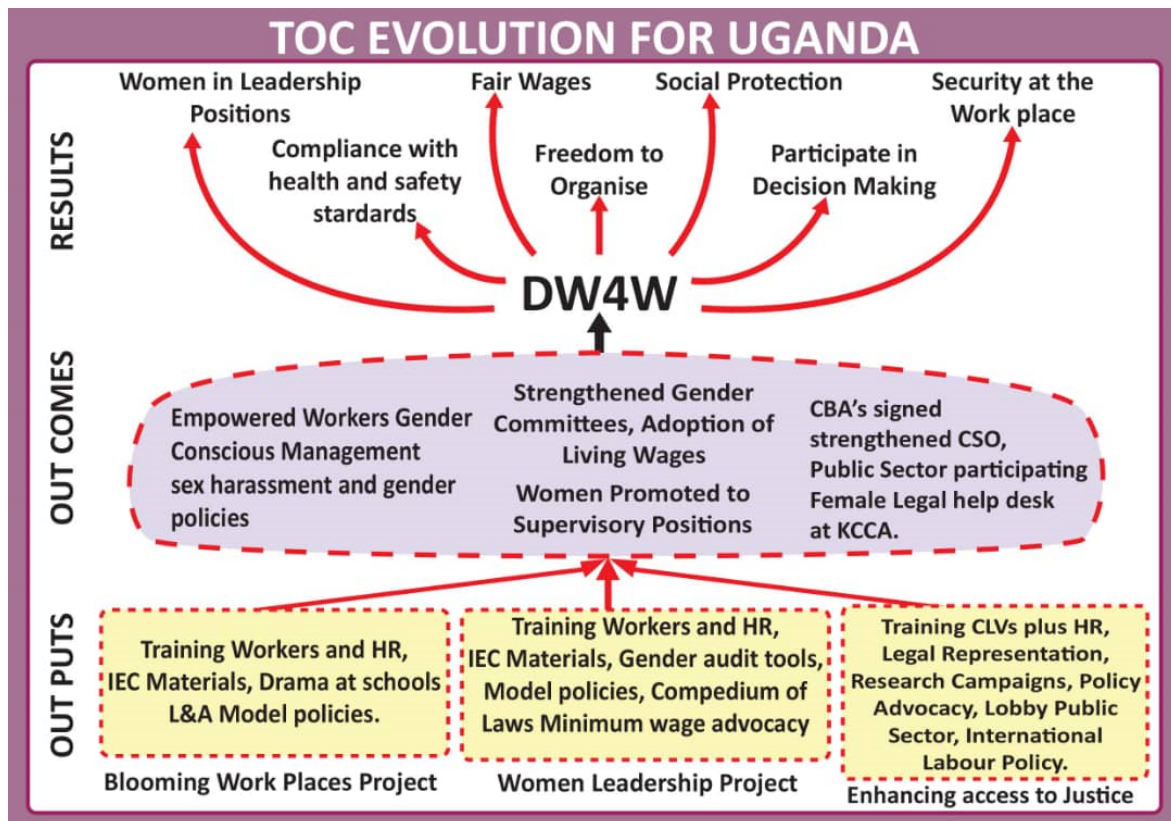 TOC EVOLUTION FOR UGANDA
RESULTS
Women in Leadership
Positions
Fair Wages
Social Protection
Security at the
Work place
Compliance with
health and safety
stardards
Freedom to
Organise
Participate in
Decision Making
DW4W
OUT COMES
Empowered Workers Gender
Conscious Management
sex harassment and gender
policies
Strengthened Gender
Committees, Adoption of
Living Wages
Women Promoted to
Supervisory Positions
CBA's signed
strengthened CSO,
Public Sector participating
Female Legal help desk
at KCCA.
OUT PUTS
Training Workers and HR,
IEC Materials, Drama at schools
L&A Model policies.
Blooming Work Places Project
Training Workers and HR,
IEC Materials, Gender audit tools,
Model policies, Compedium of
Laws Minimum wage advocacy
Women Leadership Project
Training CLVs plus HR,
Legal Representation,
Research Campaigns, Policy
Advocacy, Lobby Public
Sector, International
Labour Policy.
Enhancing access to Justice